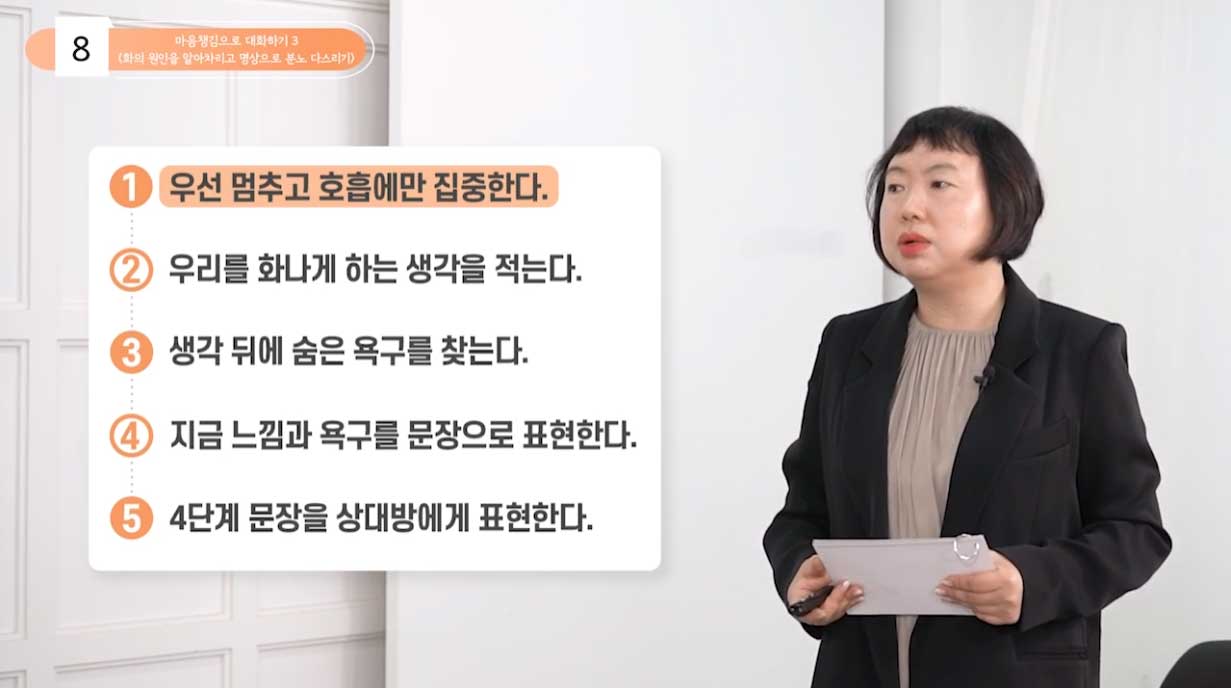 8
마음챙김으로 대화하기 3
(화의 원인을 알아차리고 명상으로 분노 다스리기)
1 우선 멈추고 호흡에만 집중한다.
2 우리를 화나게 하는 생각을 적는다.
3 생각 뒤에 숨은 욕구를 찾는다.
4 지금 느낌과 욕구를 문장으로 표현한다.
5 4단계 문장을 상대방에게 표현한다.